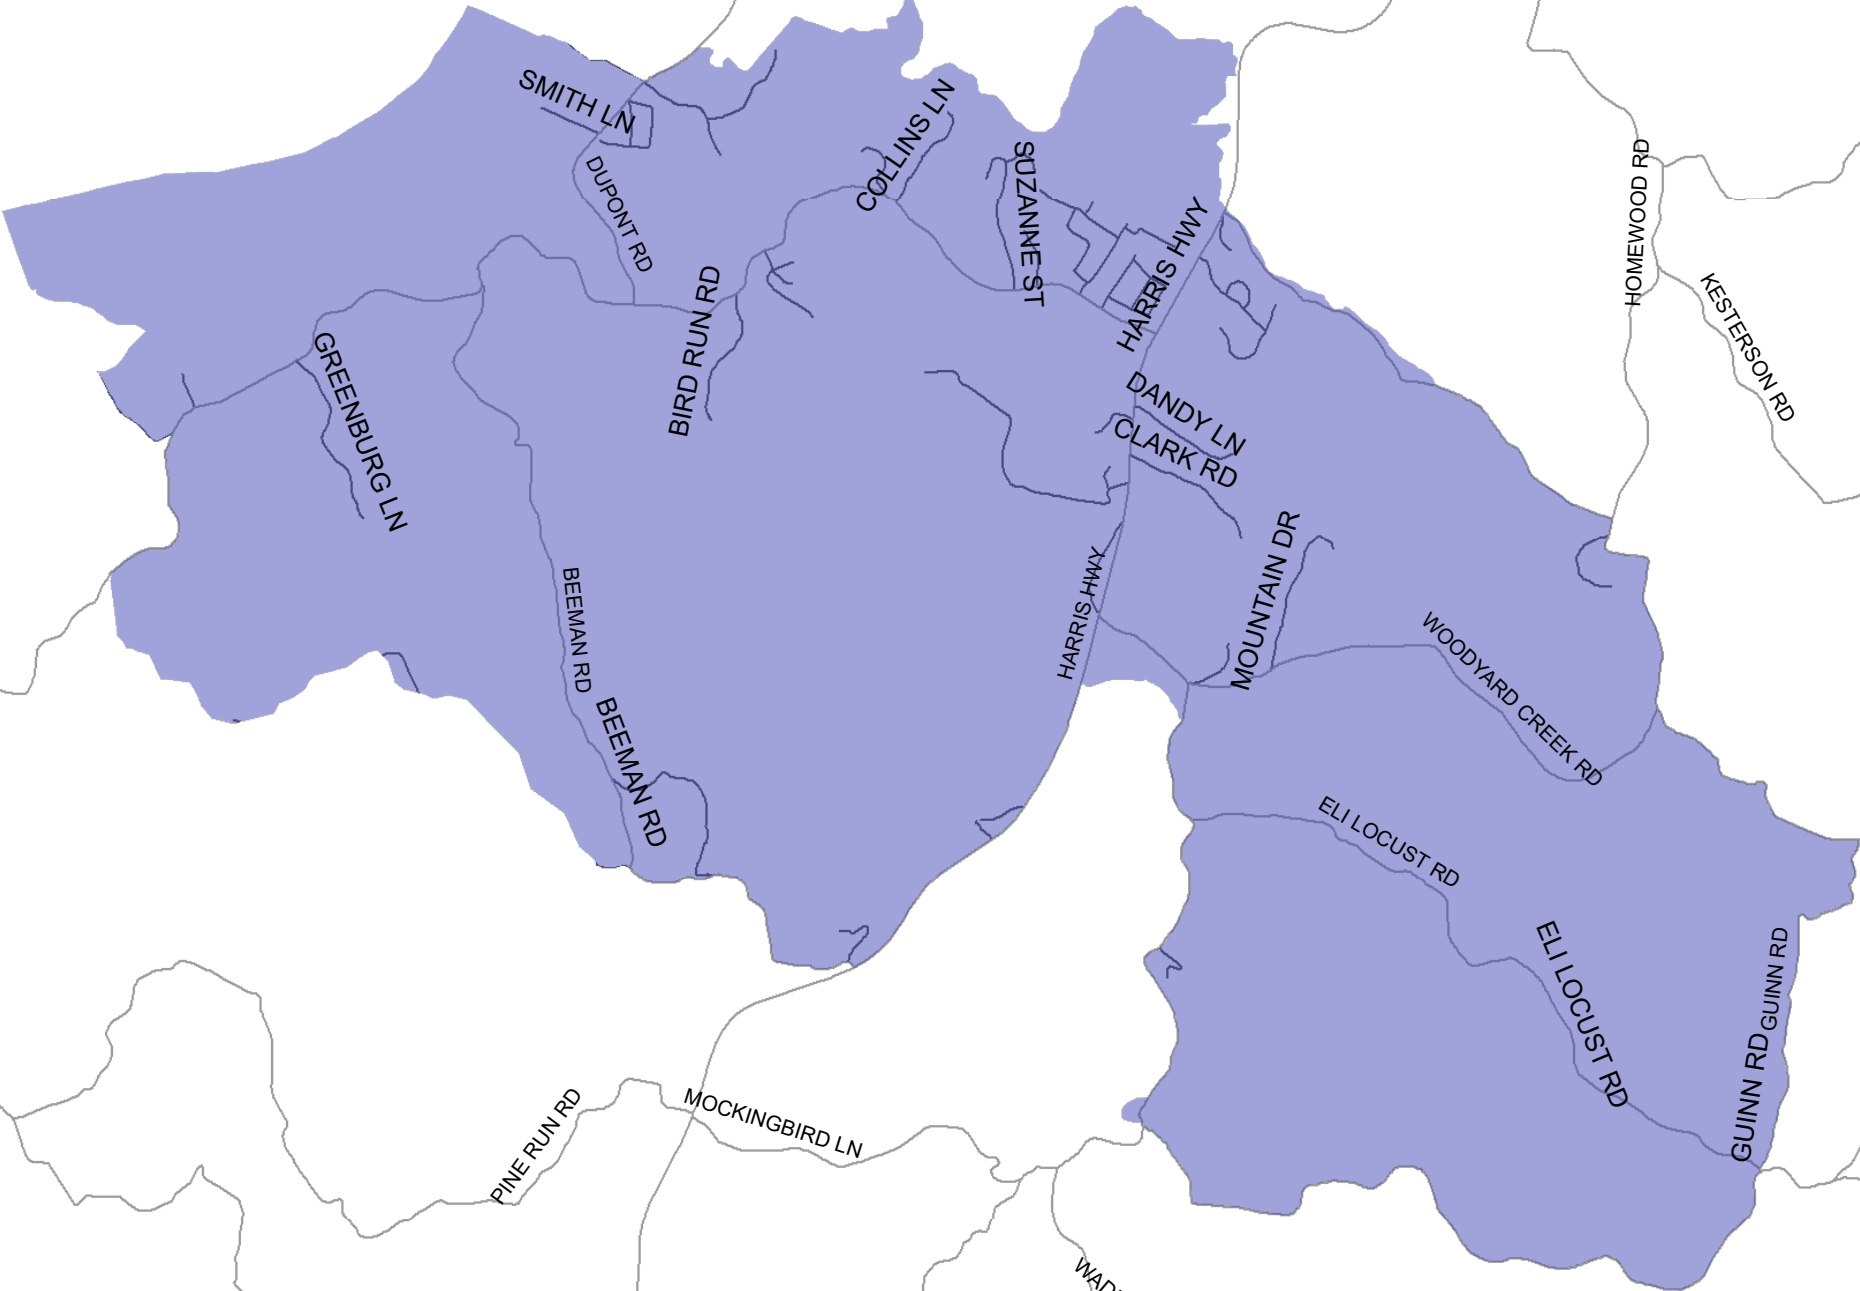 SMITH LN
COLLINS LN
DUPONT RD
SUZANNE ST
HARRIS HWY
HOMEWOOD RD
KESTERSON RD
BIRD RUN RD
GREENBURG LN
DANDY LN
CLARK RD
MOUNTAIN DR
HARRIS HWY
BEEMAN RD
WOODYARD CREEK RD
BEEMAN RD
ELI LOCUST RD
ELI LOCUST RD
GUINN RD
GUINN RD
PINE RUN RD
MOCKINGBIRD LN